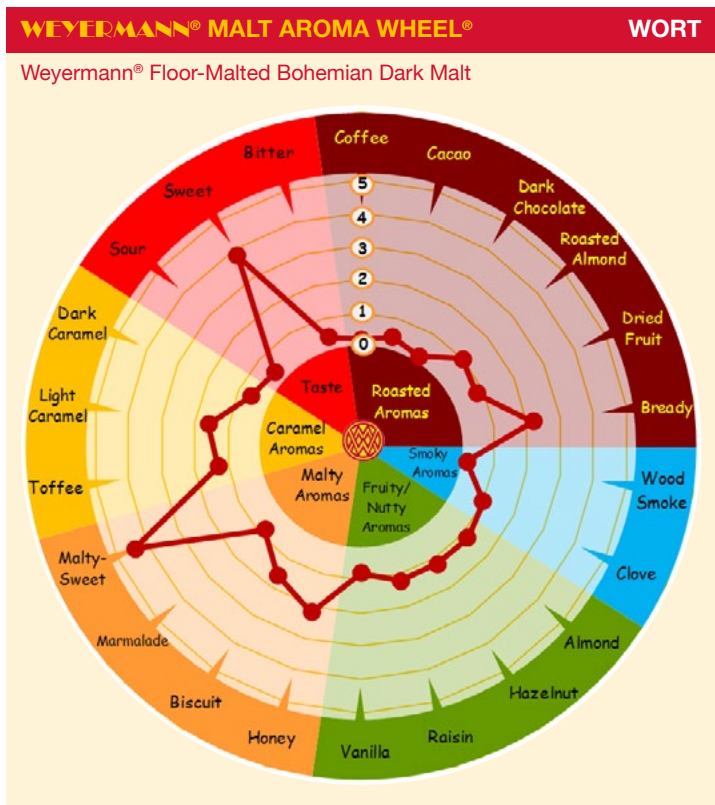 WEYERMANN® MALT AROMA WHEEL®
WORT
Weyermann® Floor-Malted Bohemian Dark Malt
Coffee
Cacao
Dark
Chocolate
Roasted
Almond
Dried
Fruit
Bready
Wood
Smoke
Clove
Almond
Hazelnut
Raisin
Vanilla
Honey
Biscuit
Marmalade
Malty-
Sweet
Toffee
Light
Caramel
Dark
Caramel
Sour
Sweet
Bitter
5
4
3
2
1
0
Taste
Roasted
Aromas
Smoky
Aromas
Fruity/
Nutty
Aromas
Malty
Aromas
Caramel
Aromas